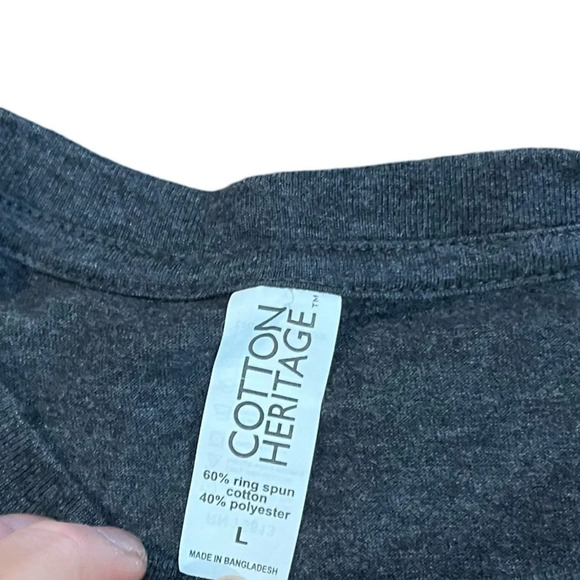 COTTON
HERITAGE™
60% ring spun
cotton
40% polyester
L
MADE IN BANGLADESH